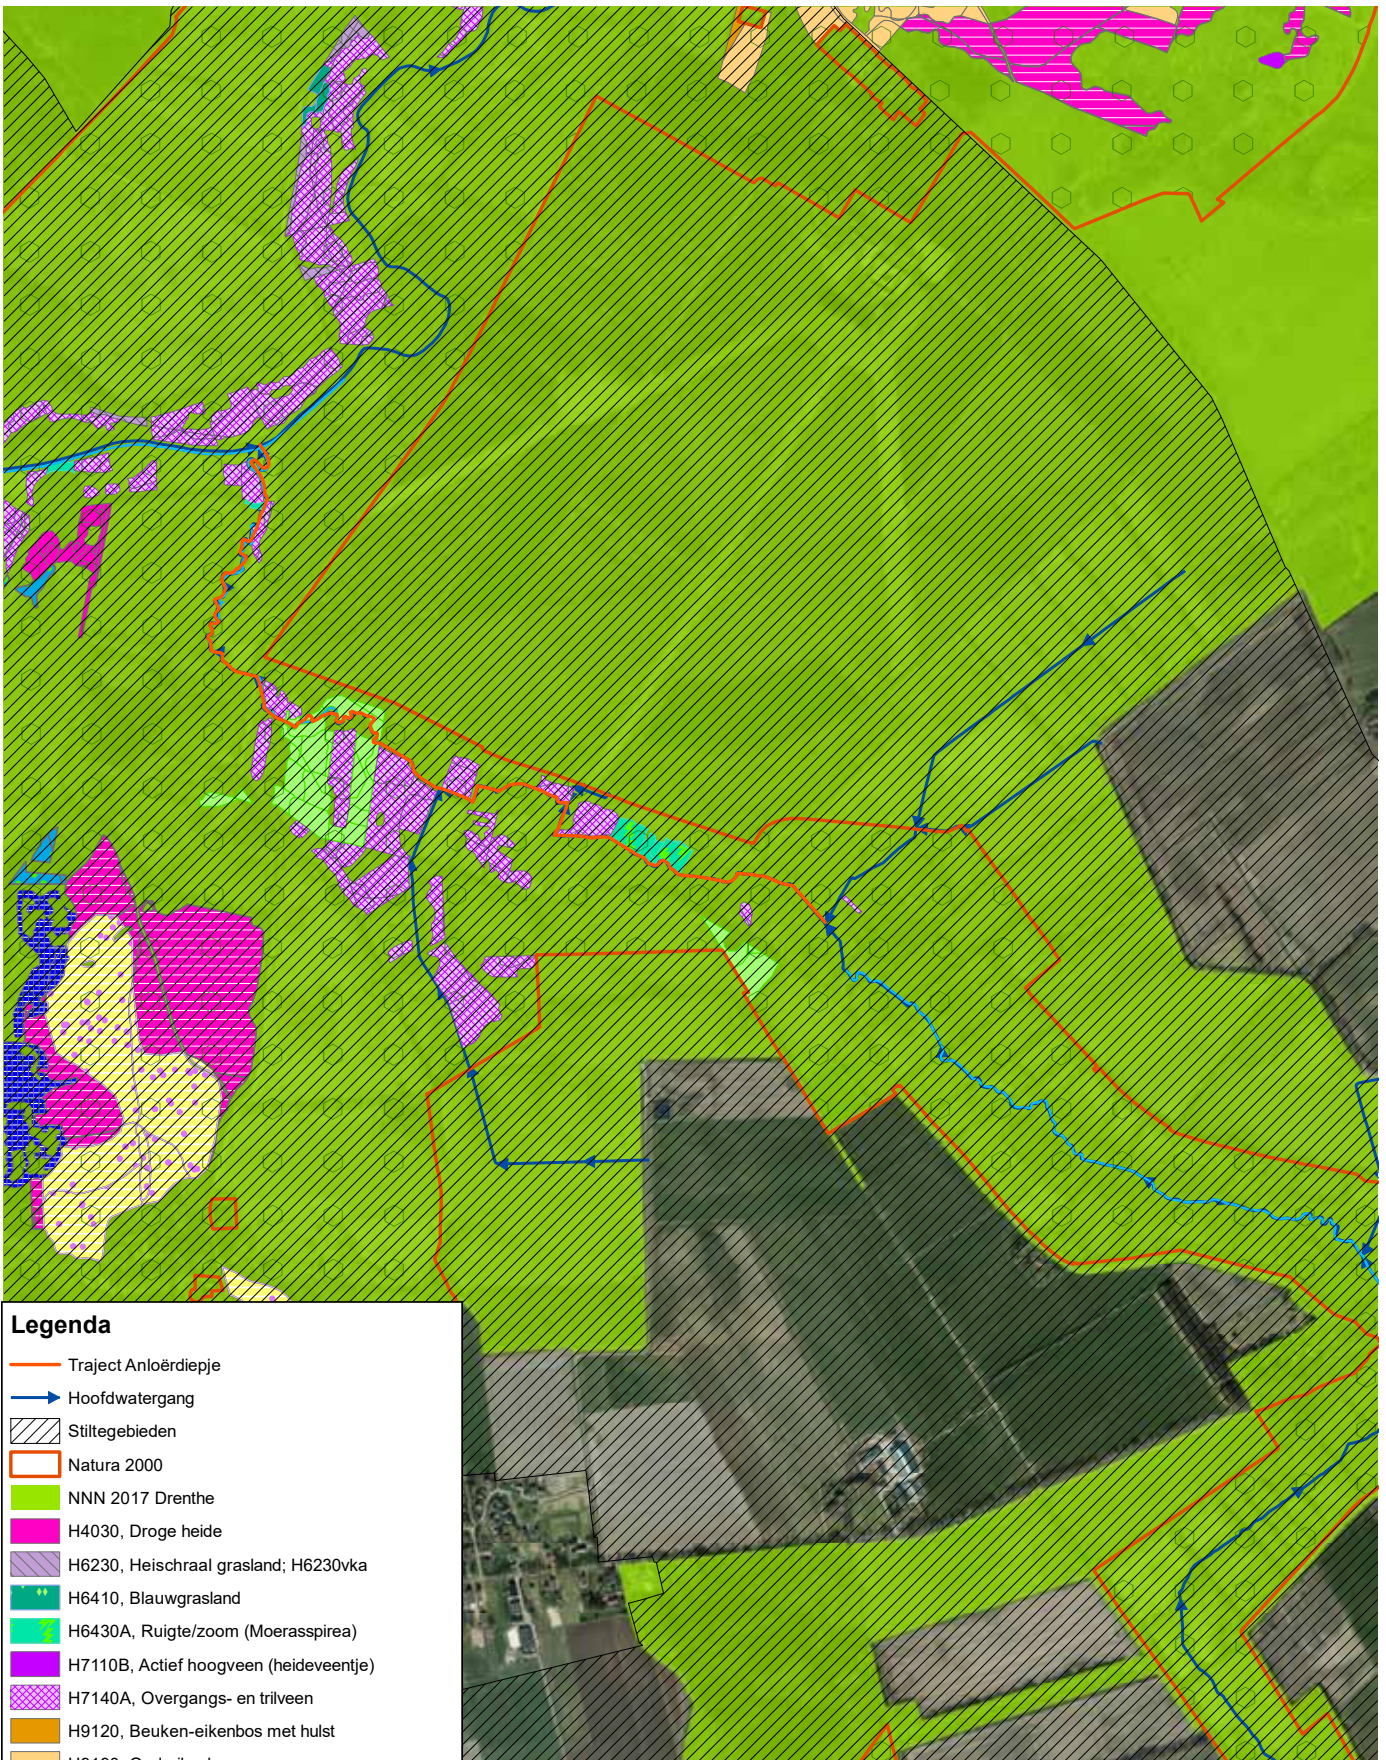 Legenda
Traject Anloërdiepje
Hoofdwatergang
Stiltegebieden
Natura 2000
NNN 2017 Drenthe
H4030, Droge heide
H6230, Heischraal grasland; H6230vka
H6410, Blauwgrasland
H6430A, Ruigte/zoom (Moerasspirea)
H7110B, Actief hoogveen (heideveentje)
H7140A, Overgangs- en trilveen
H9120, Beuken-eikenbos met hulst